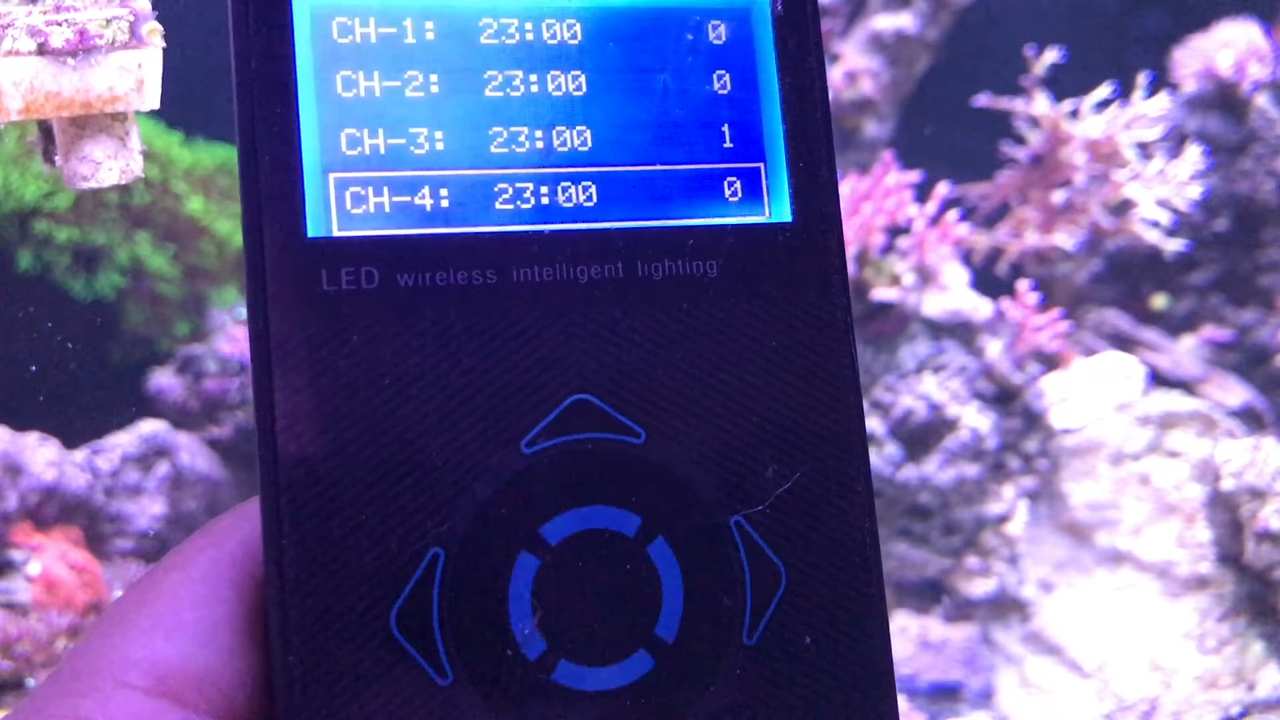 CH-1: 23:00 0
CH-2: 23:00 0
CH-3: 23:00 1
CH-4: 23:00 0
LED wireless intelligent lighting